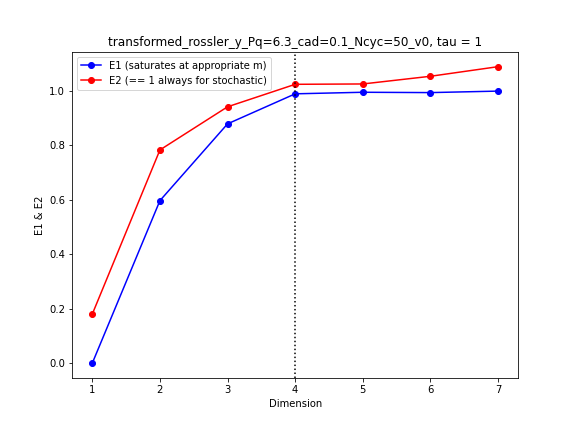 transformed_rossler_y_Pq=6.3_cad=0.1_Ncyc=50_v0, tau = 1
E1 (saturates at appropriate m)
E2 (== 1 always for stochastic)
1.0
0.8
0.6
0.4
0.2
0.0
E1 & E2
1 2 3 4 5 6 7
Dimension